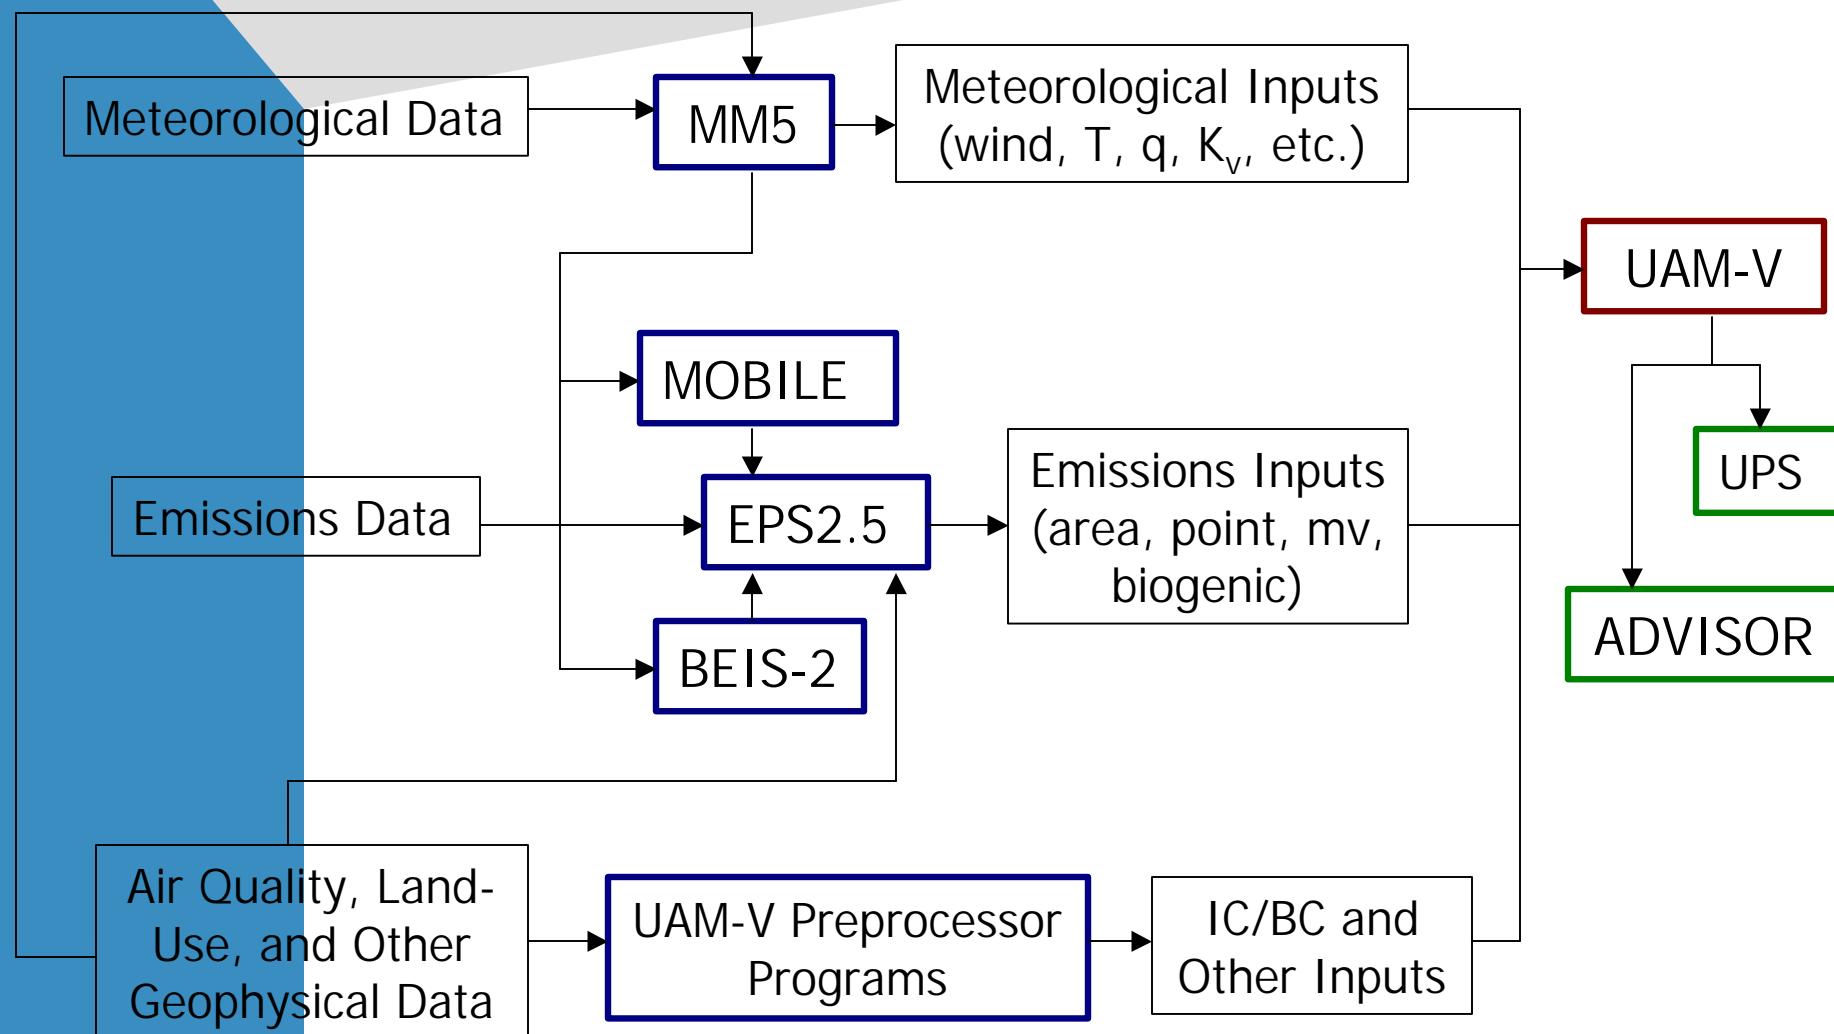 Meteorological Data
MM5
Meteorological Inputs
(wind, T, q, Kv, etc.)
UAM-V
MOBILE
UPS
Emissions Data
EPS2.5
Emissions Inputs
(area, point, mv,
biogenic)
BEIS-2
ADVISOR
Air Quality, Land-
Use, and Other
Geophysical Data
UAM-V Preprocessor
Programs
IC/BC and
Other Inputs